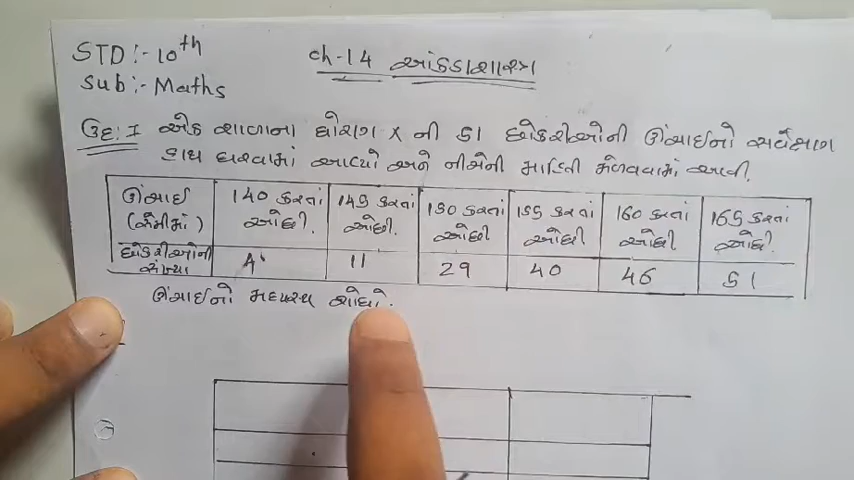 STD :- 10th
Sub :- Maths
ch-14 આંકડાશાસ્ત્ર
ઉદા: I એક શાળાના ધોરણ X ની 51 છોકરીઓની ઊંચાઈનો સર્વેક્ષણ
હાથ ધરવામાં આવ્યો અને નીચેની માહિતી મેળવવામાં આવી.
ઊંચાઈ (સેમીમાં) 140 કરતાં ઓછી. 145 કરતાં ઓછી. 150 કરતાં ઓછી 155 કરતાં ઓછી 160 કરતાં ઓછી 165 કરતાં ઓછી.
છોકરીઓની સંખ્યા 4 11 29 40 46 51
ઊંચાઈનો મધ્યસ્થ શોધો.